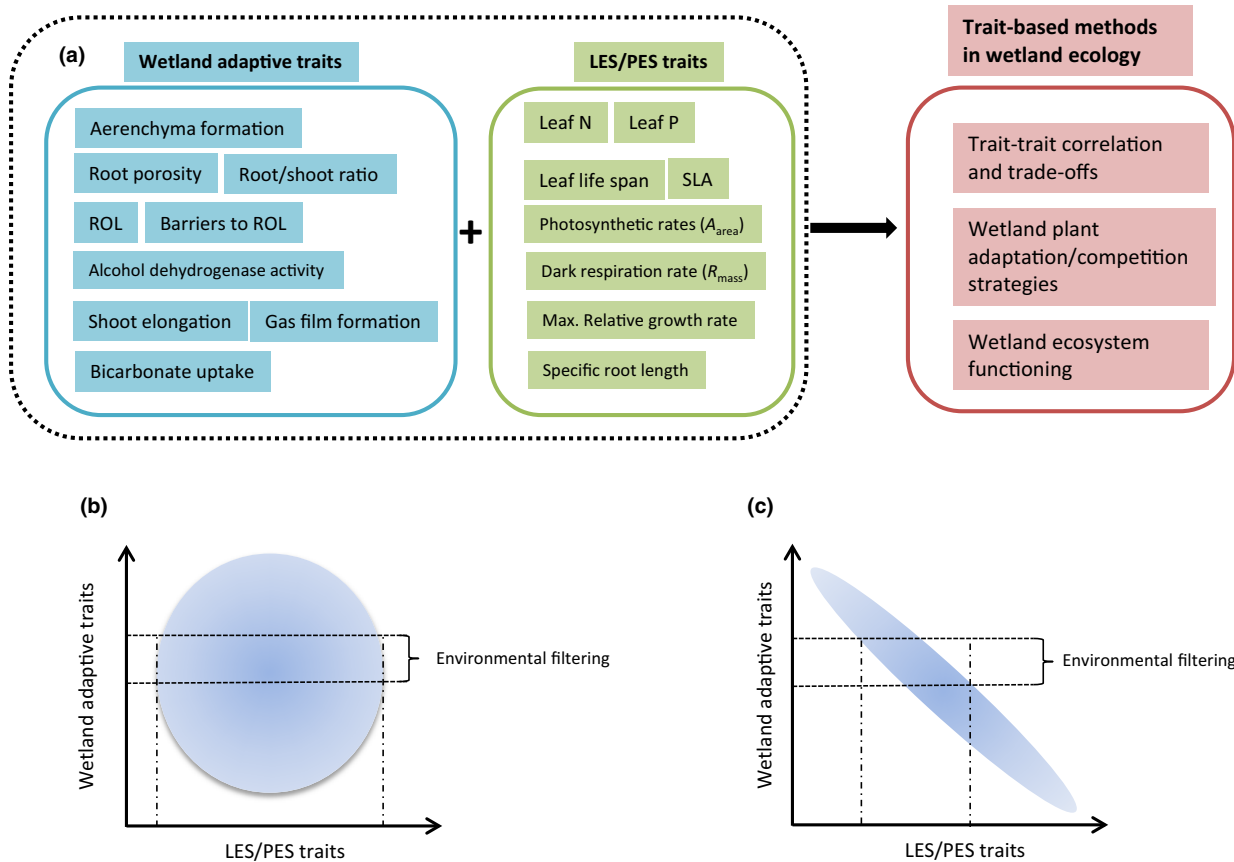 (a)
Wetland adaptive traits
Aerenchyma formation
Root porosity
Root/shoot ratio
ROL
Barriers to ROL
Alcohol dehydrogenase activity
Shoot elongation
Gas film formation
Bicarbonate uptake
+
LES/PES traits
Leaf N
Leaf P
Leaf life span
SLA
Photosynthetic rates (Aarea)
Dark respiration rate (Rmass)
Max. Relative growth rate
Specific root length
Trait-based methods
in wetland ecology
Trait-trait correlation
and trade-offs
Wetland plant
adaptation/competition
strategies
Wetland ecosystem
functioning
(b)
Wetland adaptive traits
Environmental filtering
LES/PES traits
(c)
Wetland adaptive traits
Environmental filtering
LES/PES traits